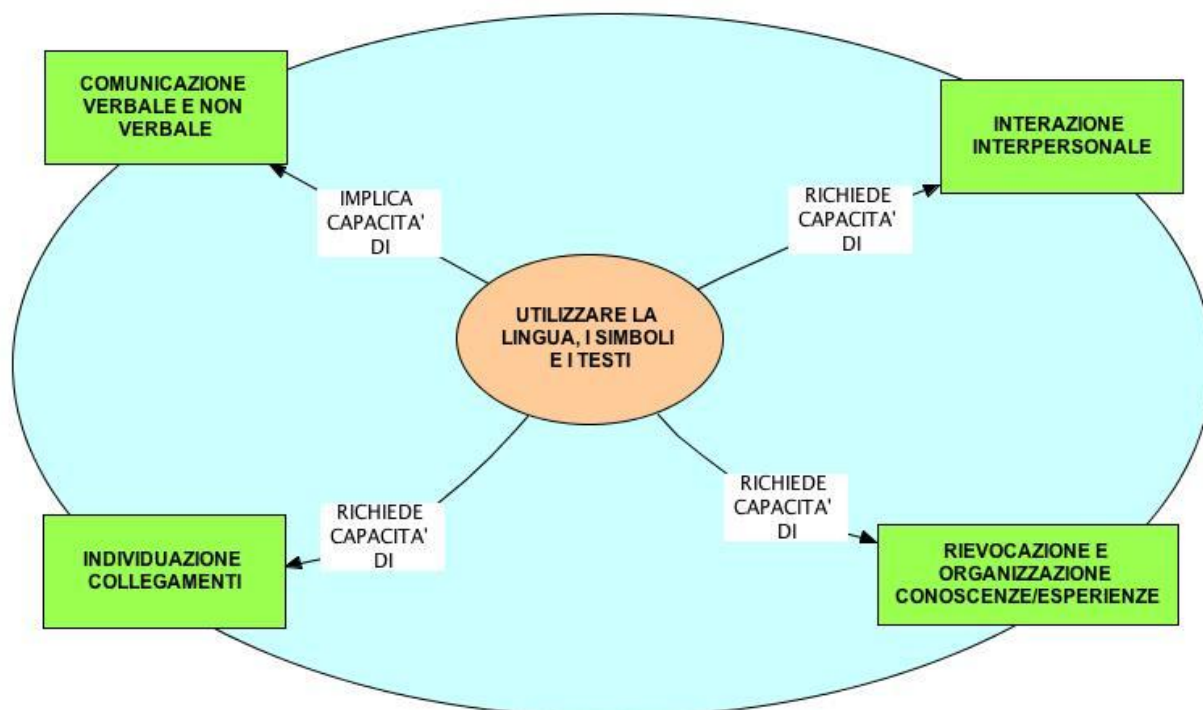 COMUNICAZIONE
VERBALE E NON
VERBALE
INTERAZIONE
INTERPERSONALE
IMPLICA
CAPACITA'
DI
RICHIEDE
CAPACITA'
DI
UTILIZZARE LA
LINGUA, I SIMBOLI
E I TESTI
RICHIEDE
CAPACITA'
DI
RICHIEDE
CAPACITA'
DI
INDIVIDUAZIONE
COLLEGAMENTI
RIEVOCAZIONE E
ORGANIZZAZIONE
CONOSCENZE/ESPERIENZE